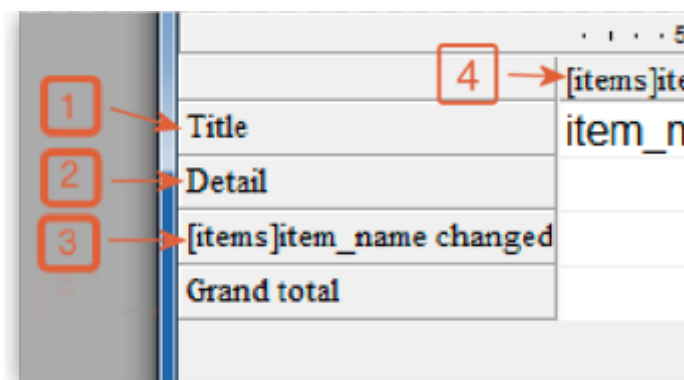 5
4
[items]ite
1
Title
item_n
2
Detail
3
[items]item_name changed
Grand total